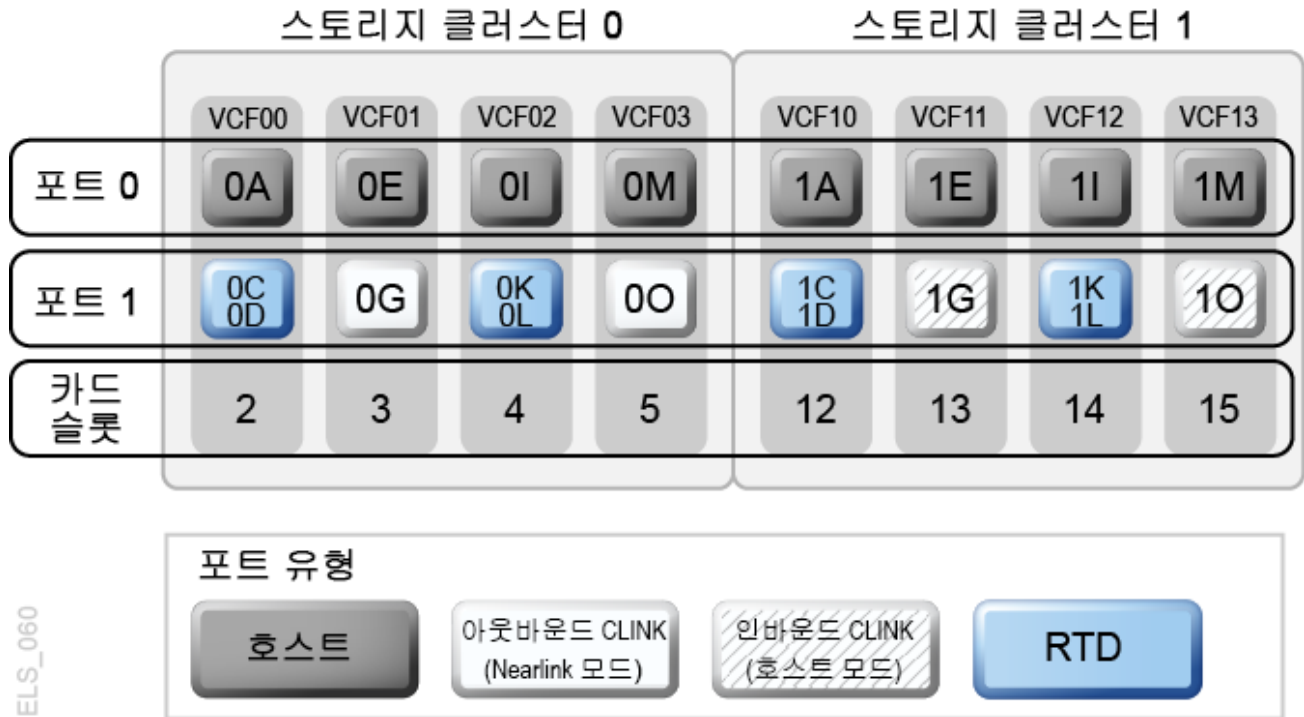 스토리지 클러스터 0 스토리지 클러스터 1
VCF00 VCF01 VCF02 VCF03 VCF10 VCF11 VCF12 VCF13
포트 0 0A 0E 0I 0M 1A 1E 1I 1M
포트 1 0C 0D 0G 0K 0L 0O 1C 1D 1G 1K 1L 1O
카드 슬롯 2 3 4 5 12 13 14 15
포트 유형
호스트
아웃바운드 CLINK
(Nearlink 모드)
인바운드 CLINK
(호스트 모드)
RTD
ELS_060